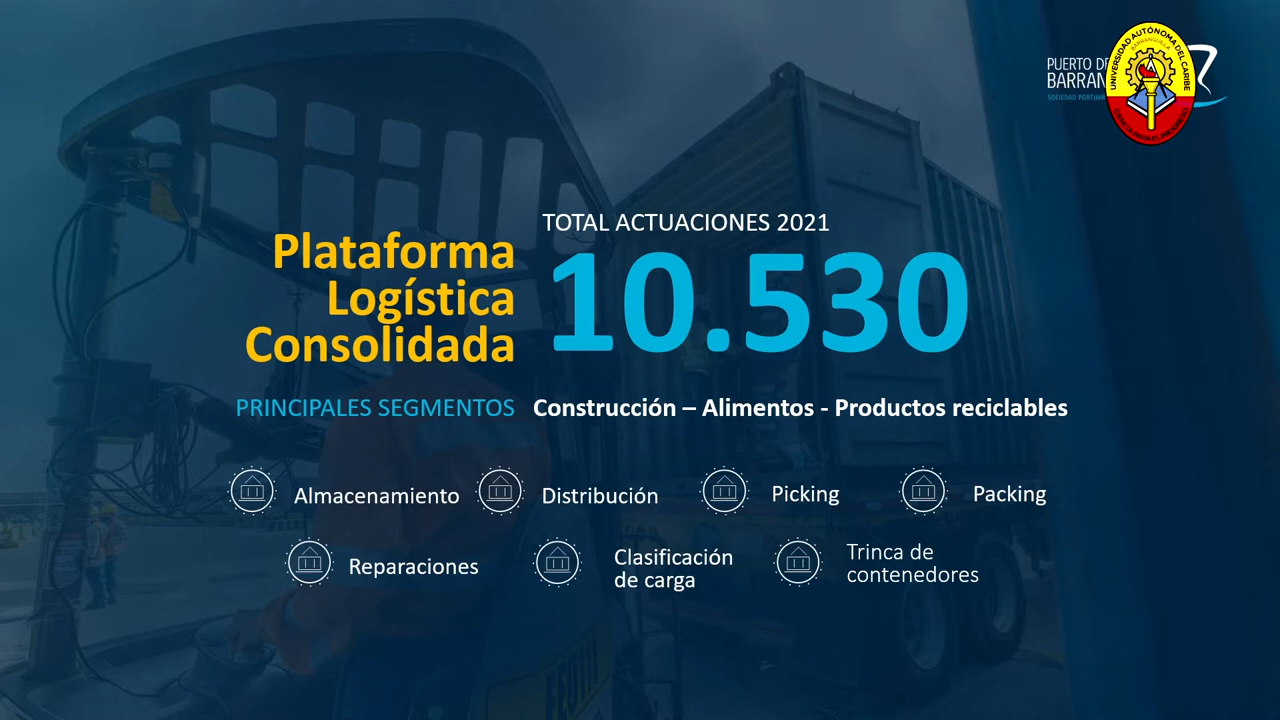 PUERTO DE
BARRAN
SOCIEDAD PORTUAR
UNIVERSIDAD AUTÓNOMA DEL CARIBE
BARRANQUILLA
TOTAL ACTUACIONES 2021
Plataforma
Logística
Consolidada
10.530
PRINCIPALES SEGMENTOS
Construcción – Alimentos - Productos reciclables
Almacenamiento
Distribución
Picking
Packing
Reparaciones
Clasificación
de carga
Trinca de
contenedores